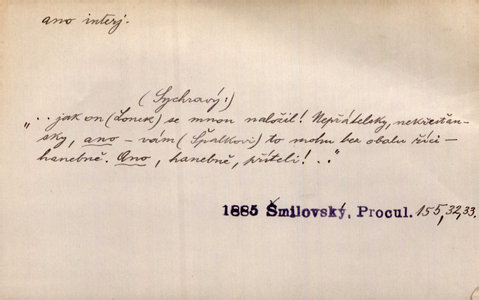 ano interj.
(Sychravý:)
„. . jak on (Lonek) se mnou naložil! Nepřátelsky, nekřesťan-
sky, ano – vám (Špalkovi) to mohu bez obalu říci –
hanebně. Ano, hanebně, příteli! . ."
1885 Šmilovský, Procul. 155,32,33.